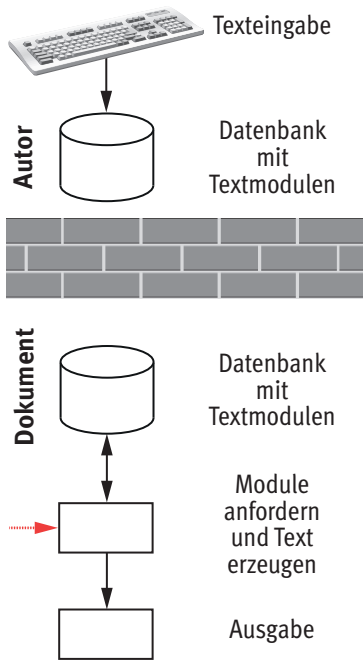 Texteingabe
Autor
Datenbank
mit
Textmodulen
Dokument
Datenbank
mit
Textmodulen
Module
anfordern
und Text
erzeugen
Ausgabe